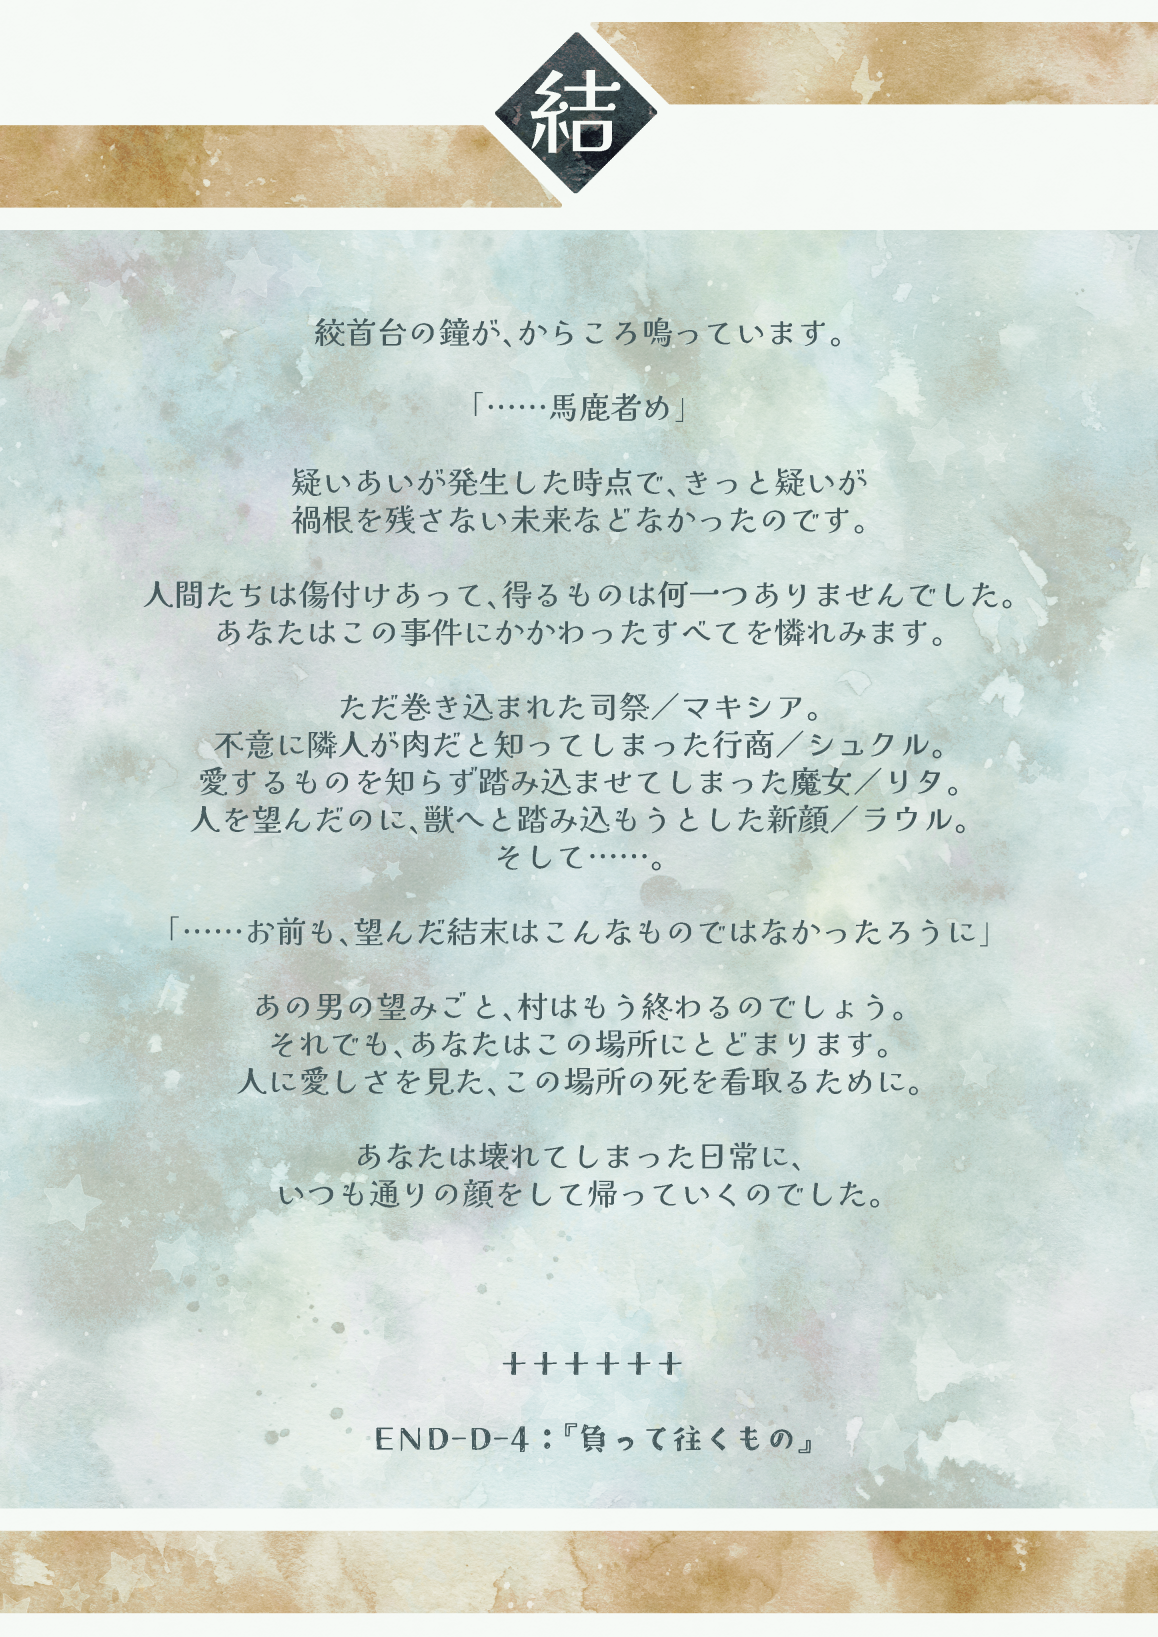 結
絞首台の鐘が、からころ鳴っています。
「……馬鹿者め」
疑いあいが発生した時点で、きっと疑いが
禍根を残さない未来などなかったのです。
人間たちは傷付けあって、得るものは何一つありませんでした。
あなたはこの事件にかかわったすべてを憐れみます。
ただ巻き込まれた司祭／マキシア。
不意に隣人が肉だと知ってしまった行商／シュクル。
愛するものを知らず踏み込ませてしまった魔女／リタ。
人を望んだのに、獣へと踏み込もうとした新顔／ラウル。
そして……。
「……お前も、望んだ結末はこんなものではなかったろうに」
あの男の望みごと、村はもう終わるのでしょう。
それでも、あなたはこの場所にとどまります。
人に愛しさを見た、この場所の死を看取るために。
あなたは壊れてしまった日常に、
いつも通りの顔をして帰っていくのでした。
++++++
END-D-4：『負って往くもの』